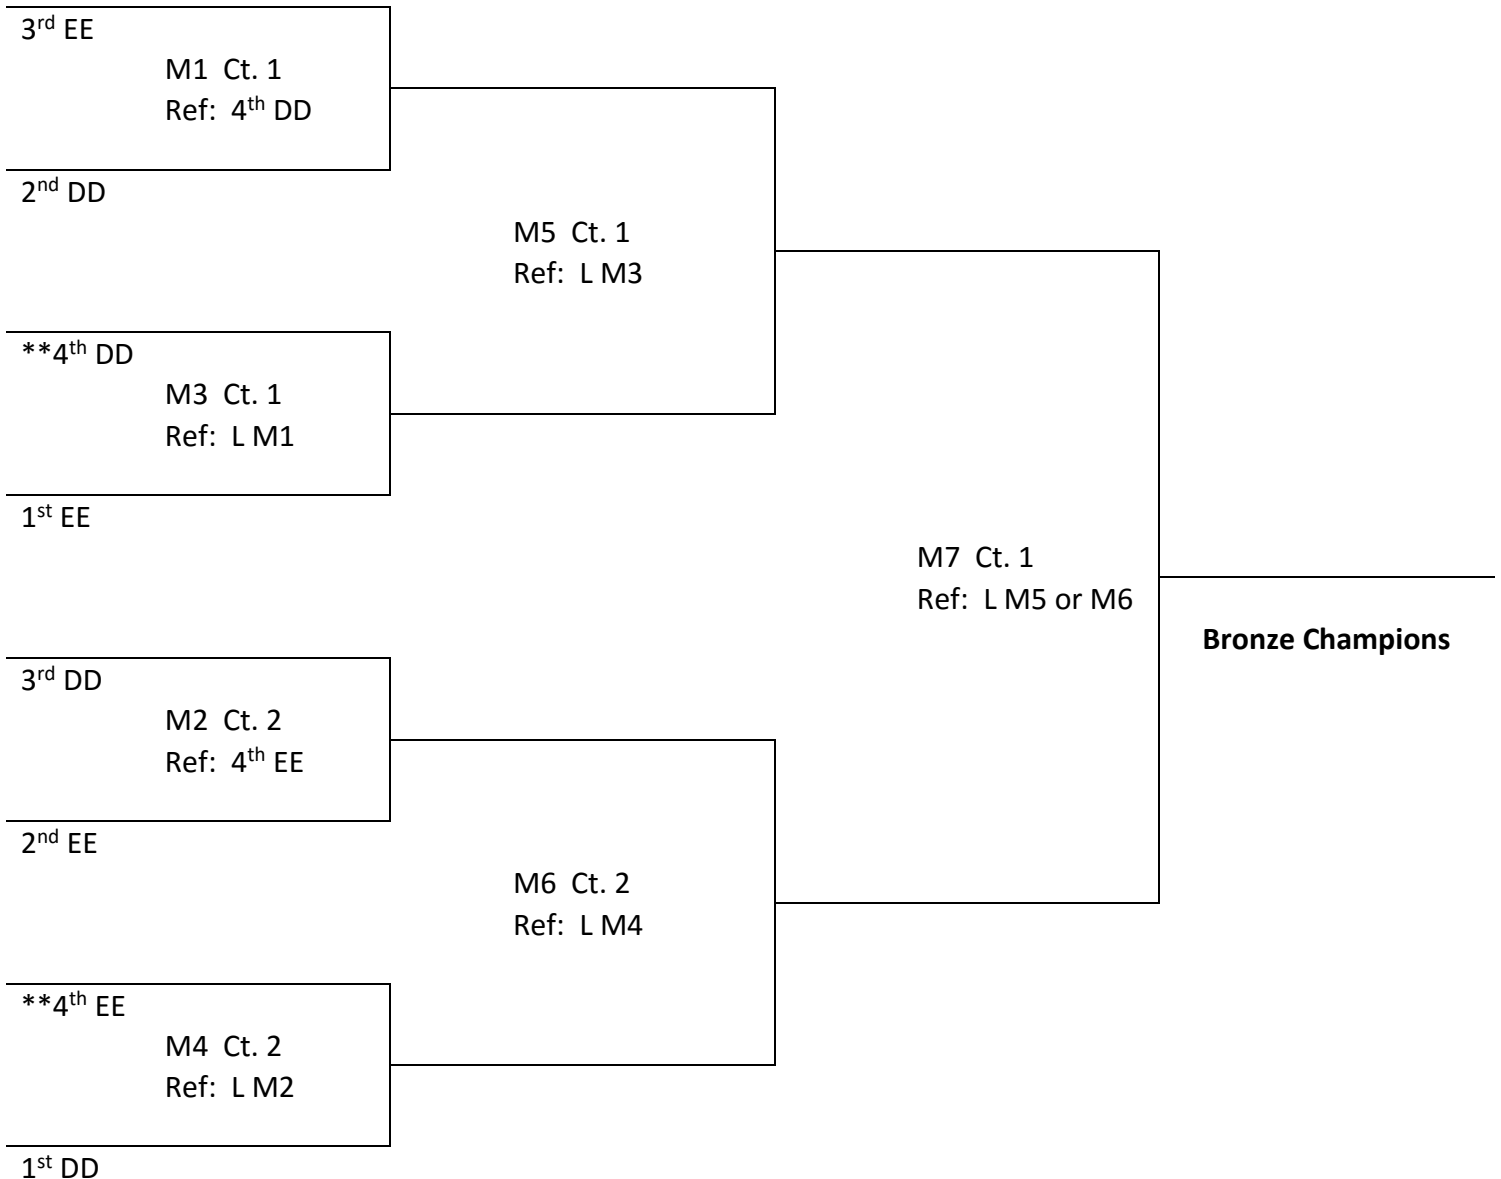 3rd EE
M1 Ct. 1
Ref: 4th DD
2nd DD
M5 Ct. 1
Ref: L M3
**4th DD
M3 Ct. 1
Ref: L M1
1st EE
M7 Ct. 1
Ref: L M5 or M6
Bronze Champions
3rd DD
M2 Ct. 2
Ref: 4th EE
2nd EE
M6 Ct. 2
Ref: L M4
**4th EE
M4 Ct. 2
Ref: L M2
1st DD